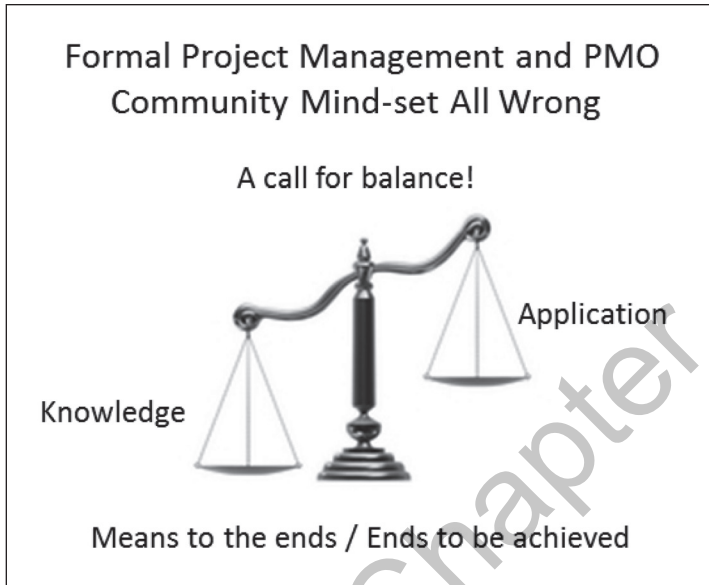 Formal Project Management and PMO
Community Mind-set All Wrong
A call for balance!
Application
Knowledge
Means to the ends / Ends to be achieved
Chapter